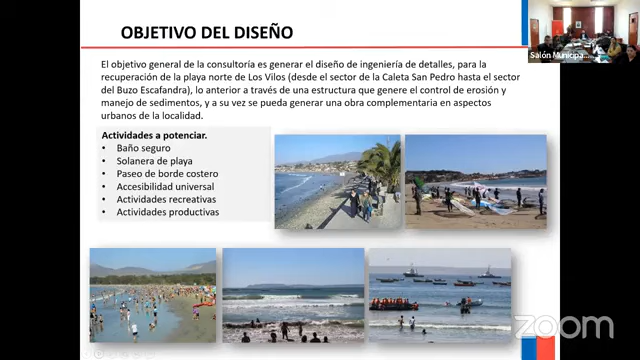 OBJETIVO DEL DISEÑO
El objetivo general de la consultoría es generar el diseño de ingeniería de detalles, para la
recuperación de la playa norte de Los Vilos (desde el sector de la Caleta San Pedro hasta el sector
del Buzo Escafandra), lo anterior a través de una estructura que genere el control de erosión y
manejo de sedimentos, y a su vez se pueda generar una obra complementaria en aspectos
urbanos de la localidad.
Actividades a potenciar.
• Baño seguro
• Solanera de playa
• Paseo de borde costero
• Accesibilidad universal
• Actividades recreativas
• Actividades productivas
Salón Municipa...
zoom